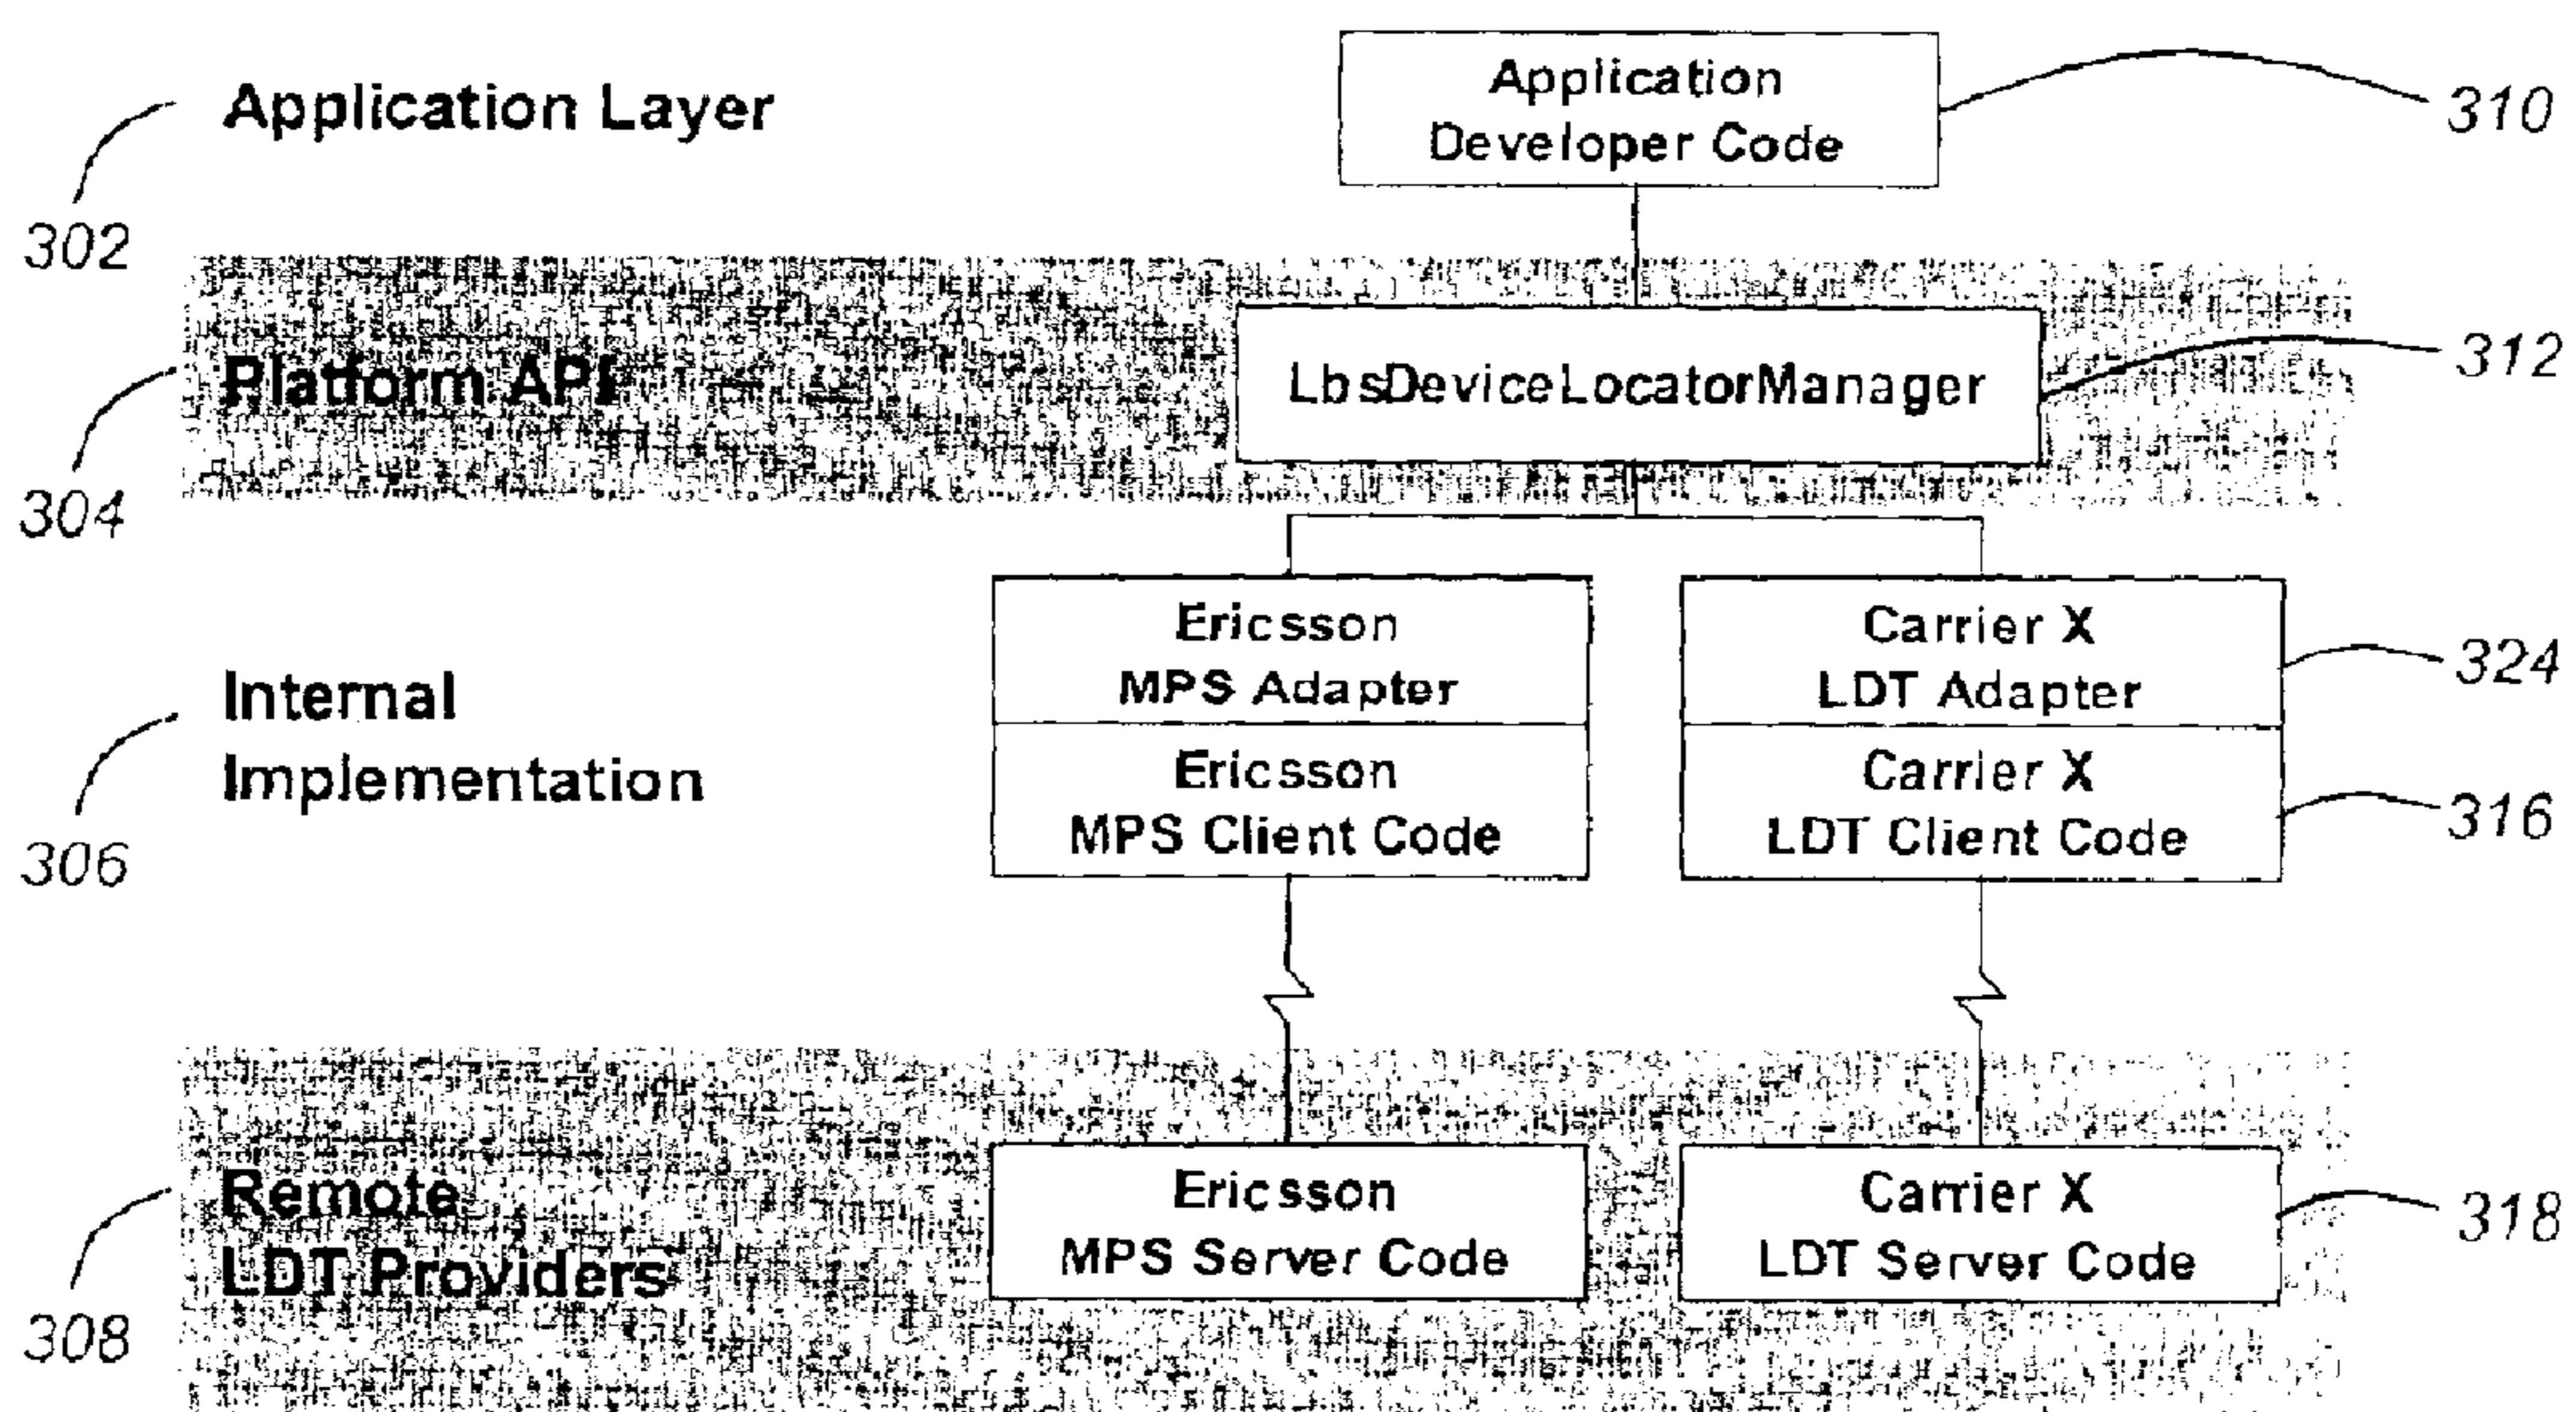 Application Layer
302
Application
Developer Code
310
Platform API
304
LbsDeviceLocatorManager
312
Internal
Implementation
306
Ericsson
MPS Adapter
Carrier X
LDT Adapter
324
Ericsson
MPS Client Code
Carrier X
LDT Client Code
316
Remote
LDT Providers
308
Ericsson
MPS Server Code
Carrier X
LDT Server Code
318